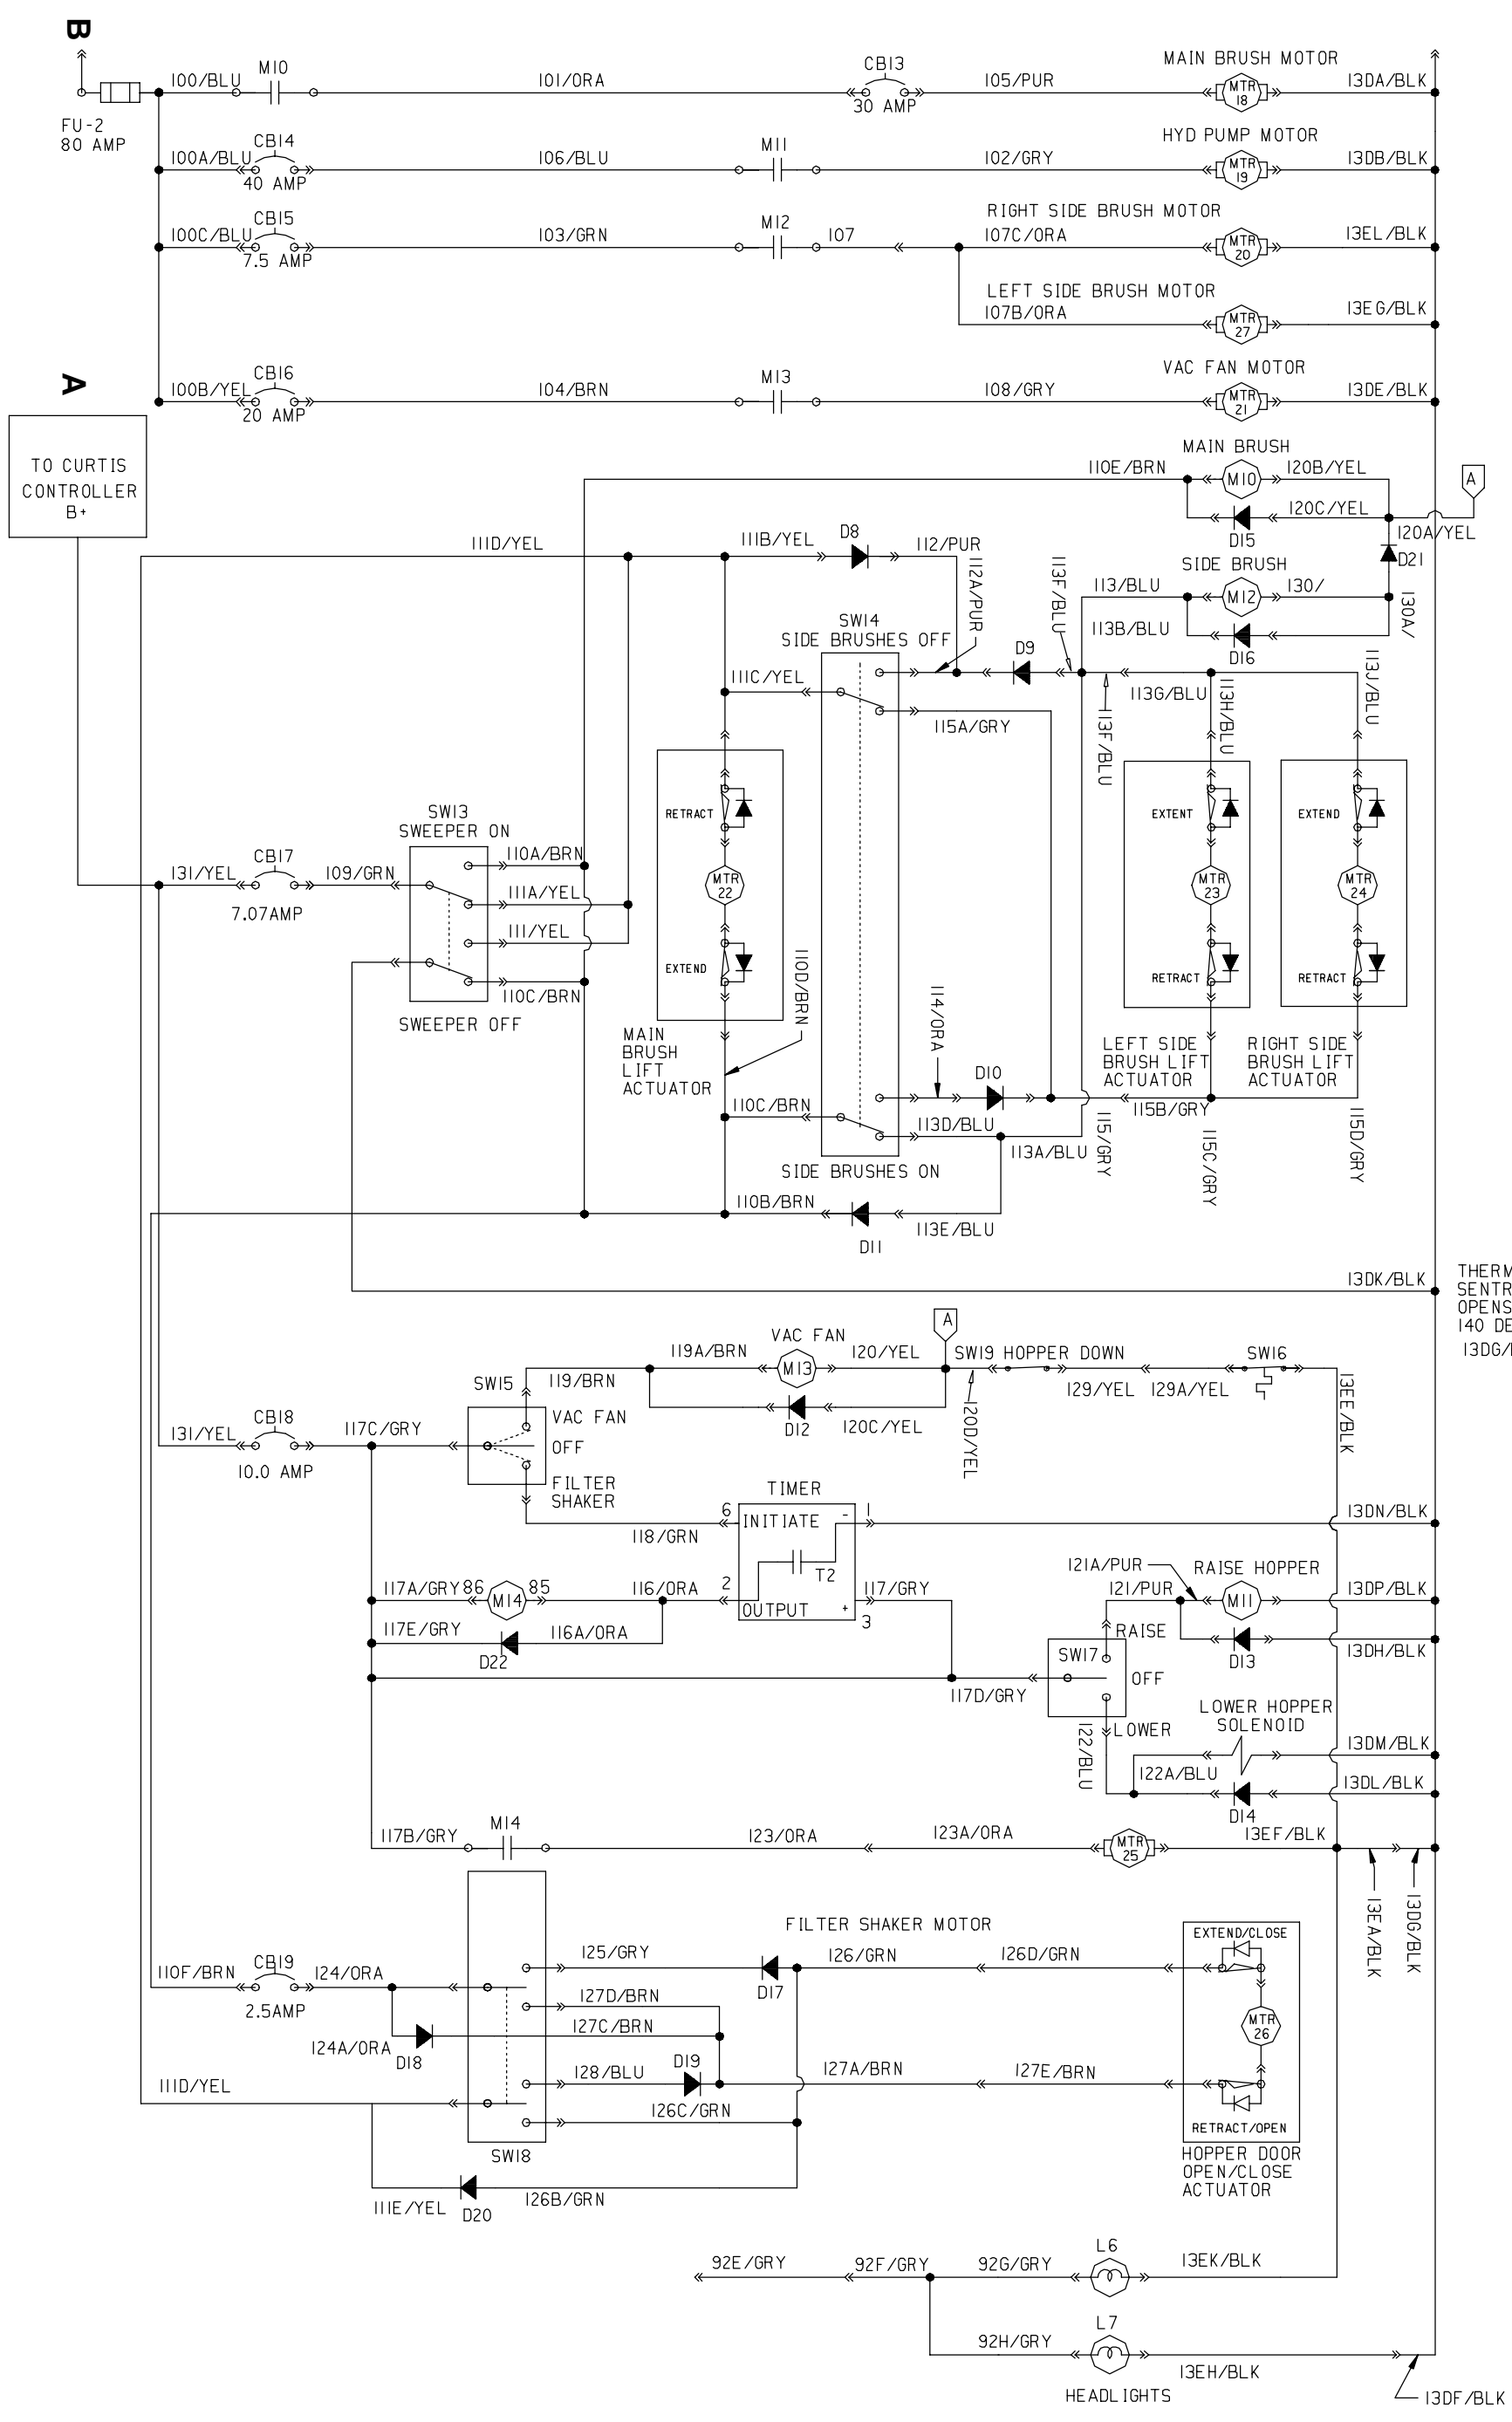 B
100/BLU
M10
101/ORA
CB13
30 AMP
105/PUR
MAIN BRUSH MOTOR
MTR
18
13DA/BLK
FU-2
80 AMP
100A/BLU
CB14
40 AMP
106/BLU
M11
102/GRY
HYD PUMP MOTOR
MTR
19
13DB/BLK
100C/BLU
CB15
7.5 AMP
103/GRN
M12
107
RIGHT SIDE BRUSH MOTOR
107C/ORA
MTR
20
13EL/BLK
LEFT SIDE BRUSH MOTOR
107B/ORA
MTR
27
13EG/BLK
A
100B/YEL
CB16
20 AMP
104/BRN
M13
108/GRY
VAC FAN MOTOR
MTR
21
13DE/BLK
TO CURTIS
CONTROLLER
B+
MAIN BRUSH
110E/BRN
M10
120B/YEL
A
120C/YEL
D15
120A/YEL
D21
111D/YEL
111B/YEL
D8
112/PUR
112A/PUR
113F/BLU
SIDE BRUSH
113/BLU
M12
130/
130A/
113B/BLU
D16
SW14
SIDE BRUSHES OFF
D9
111C/YEL
115A/GRY
113G/BLU
113F/BLU
113H/BLU
113J/BLU
RETRACT
MTR
22
EXTEND
EXTENT
MTR
23
RETRACT
EXTEND
MTR
24
RETRACT
SW13
SWEEPER ON
131/YEL
CB17
7.07AMP
109/GRN
110A/BRN
111A/YEL
111/YEL
110C/BRN
SWEEPER OFF
110D/BRN
MAIN
BRUSH
LIFT
ACTUATOR
114/ORA
D10
LEFT SIDE
BRUSH LIFT
ACTUATOR
RIGHT SIDE
BRUSH LIFT
ACTUATOR
110C/BRN
113D/BLU
113A/BLU
115/GRY
115B/GRY
115C/GRY
115D/GRY
SIDE BRUSHES ON
110B/BRN
D11
113E/BLU
13DK/BLK
THERM
SENTR
OPENS
140 DE
13DG/
A
VAC FAN
119A/BRN
M13
120/YEL
SW19 HOPPER DOWN
SW16
SW15
119/BRN
129/YEL
129A/YEL
13EE/BLK
D12
120C/YEL
120D/YEL
131/YEL
CB18
10.0 AMP
117C/GRY
VAC FAN
OFF
FILTER
SHAKER
TIMER
118/GRN
6
INITIATE
-
1
13DN/BLK
T2
117A/GRY
86
M14
85
116/ORA
2
OUTPUT
+
117/GRY
3
121A/PUR
121/PUR
RAISE HOPPER
M11
13DP/BLK
117E/GRY
D22
116A/ORA
RAISE
D13
13DH/BLK
SW17
OFF
117D/GRY
LOWER
122/BLU
LOWER HOPPER
SOLENOID
13DM/BLK
122A/BLU
D14
13DL/BLK
117B/GRY
M14
123/ORA
123A/ORA
MTR
25
13EF/BLK
13EA/BLK
13DG/BLK
FILTER SHAKER MOTOR
110F/BRN
CB19
2.5AMP
124/ORA
125/GRY
D17
126/GRN
126D/GRN
EXTEND/CLOSE
127D/BRN
127C/BRN
MTR
26
124A/ORA
D18
128/BLU
D19
127A/BRN
127E/BRN
111D/YEL
126C/GRN
RETRACT/OPEN
SW18
HOPPER DOOR
OPEN/CLOSE
ACTUATOR
111E/YEL
D20
126B/GRN
92E/GRY
92F/GRY
92G/GRY
L6
13EK/BLK
92H/GRY
L7
13EH/BLK
HEADLIGHTS
13DF/BLK